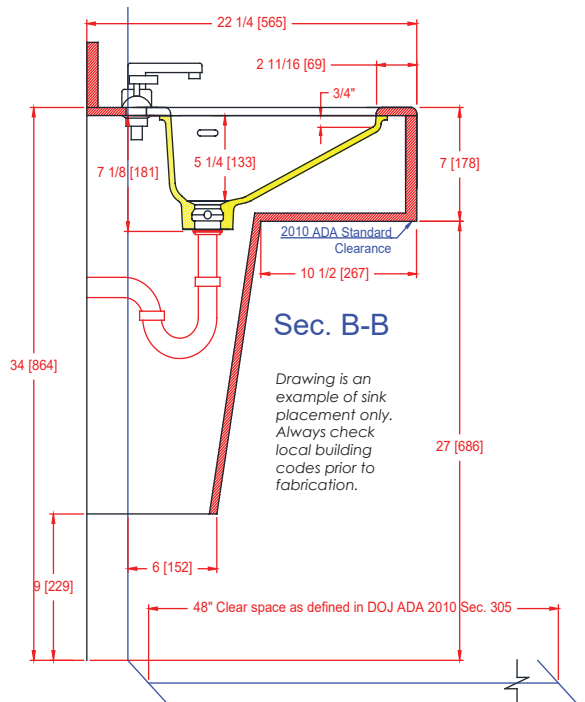 22 1/4 [565]
2 11/16 [69]
3/4"
7 1/8 [181]
5 1/4 [133]
7 [178]
2010 ADA Standard
Clearance
10 1/2 [267]
Sec. B-B
34 [864]
Drawing is an
example of sink
placement only.
Always check
local building
codes prior to
fabrication.
27 [686]
6 [152]
9 [229]
48" Clear space as defined in DOJ ADA 2010 Sec. 305